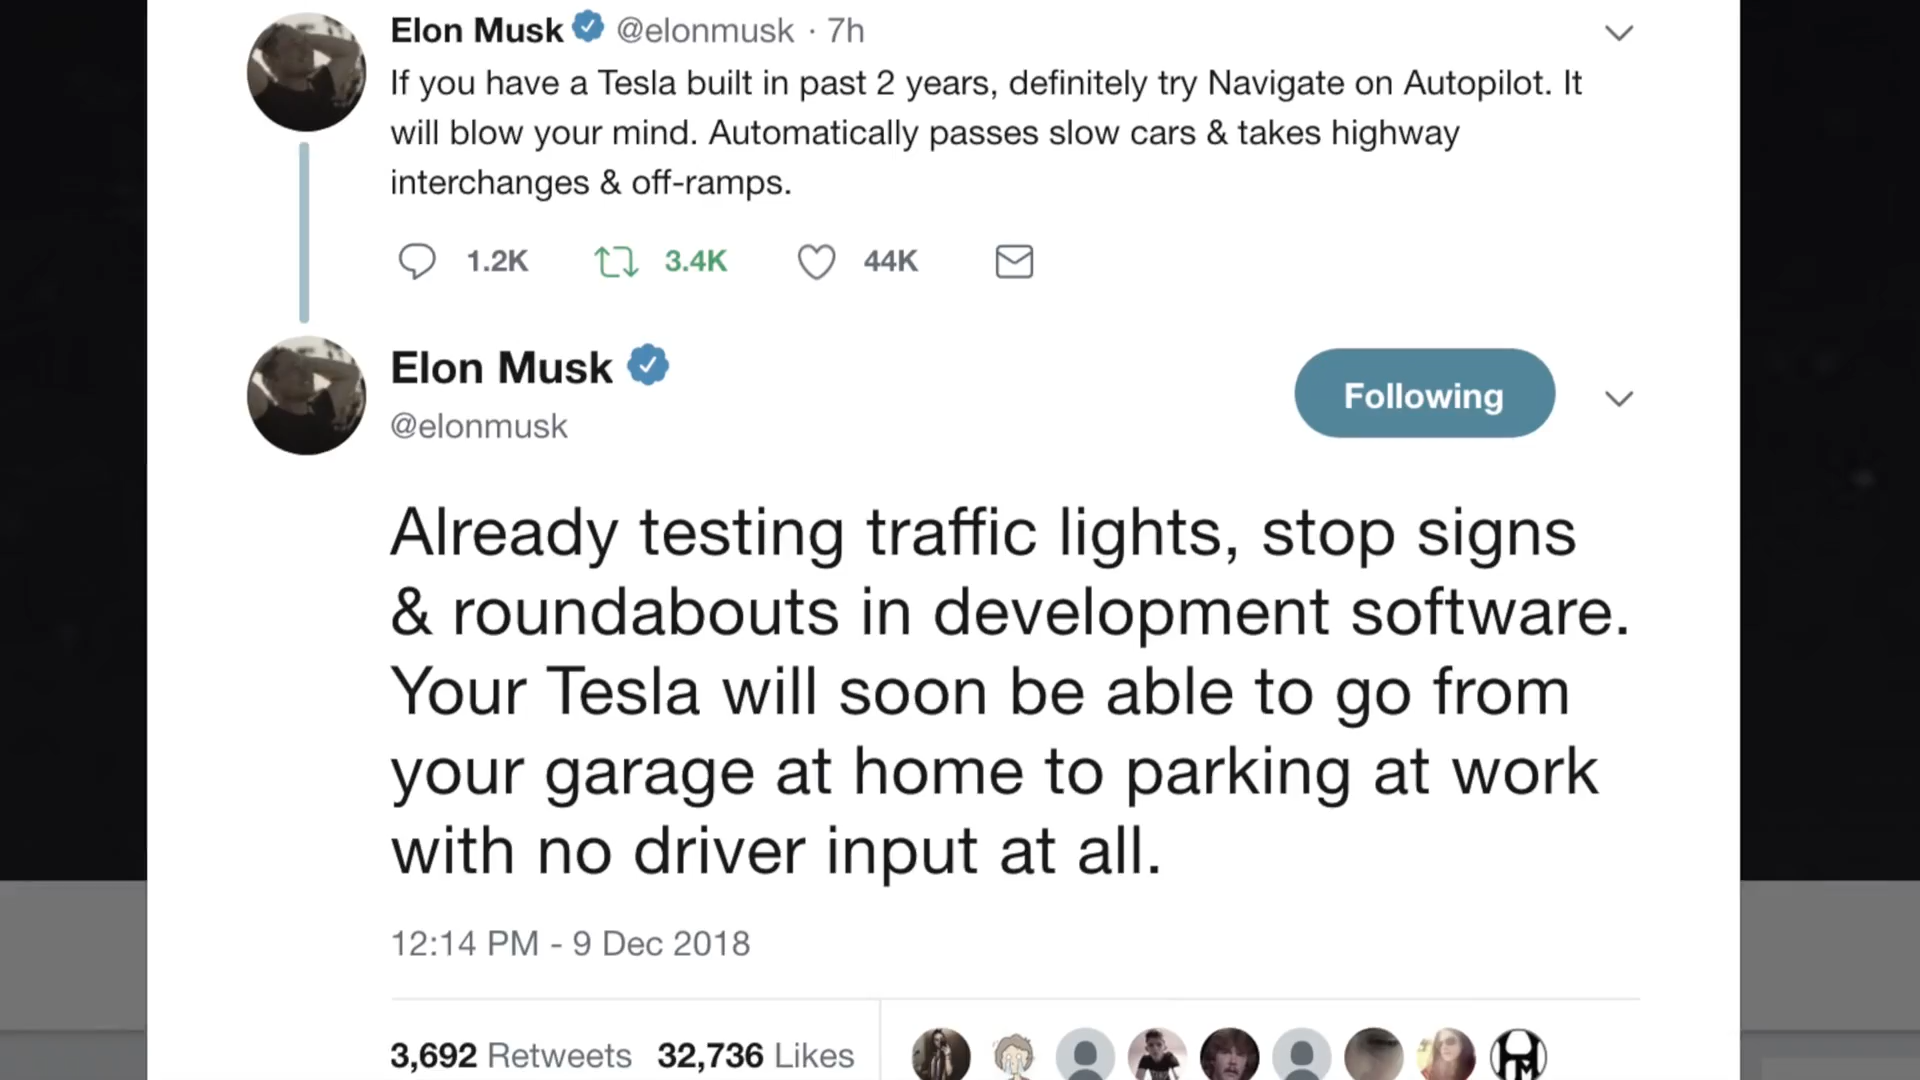 Elon Musk @elonmusk · 7h
If you have a Tesla built in past 2 years, definitely try Navigate on Autopilot. It
will blow your mind. Automatically passes slow cars & takes highway
interchanges & off-ramps.
1.2K 3.4K 44K
Elon Musk
@elonmusk
Following
Already testing traffic lights, stop signs
& roundabouts in development software.
Your Tesla will soon be able to go from
your garage at home to parking at work
with no driver input at all.
12:14 PM - 9 Dec 2018
3,692 Retweets 32,736 Likes